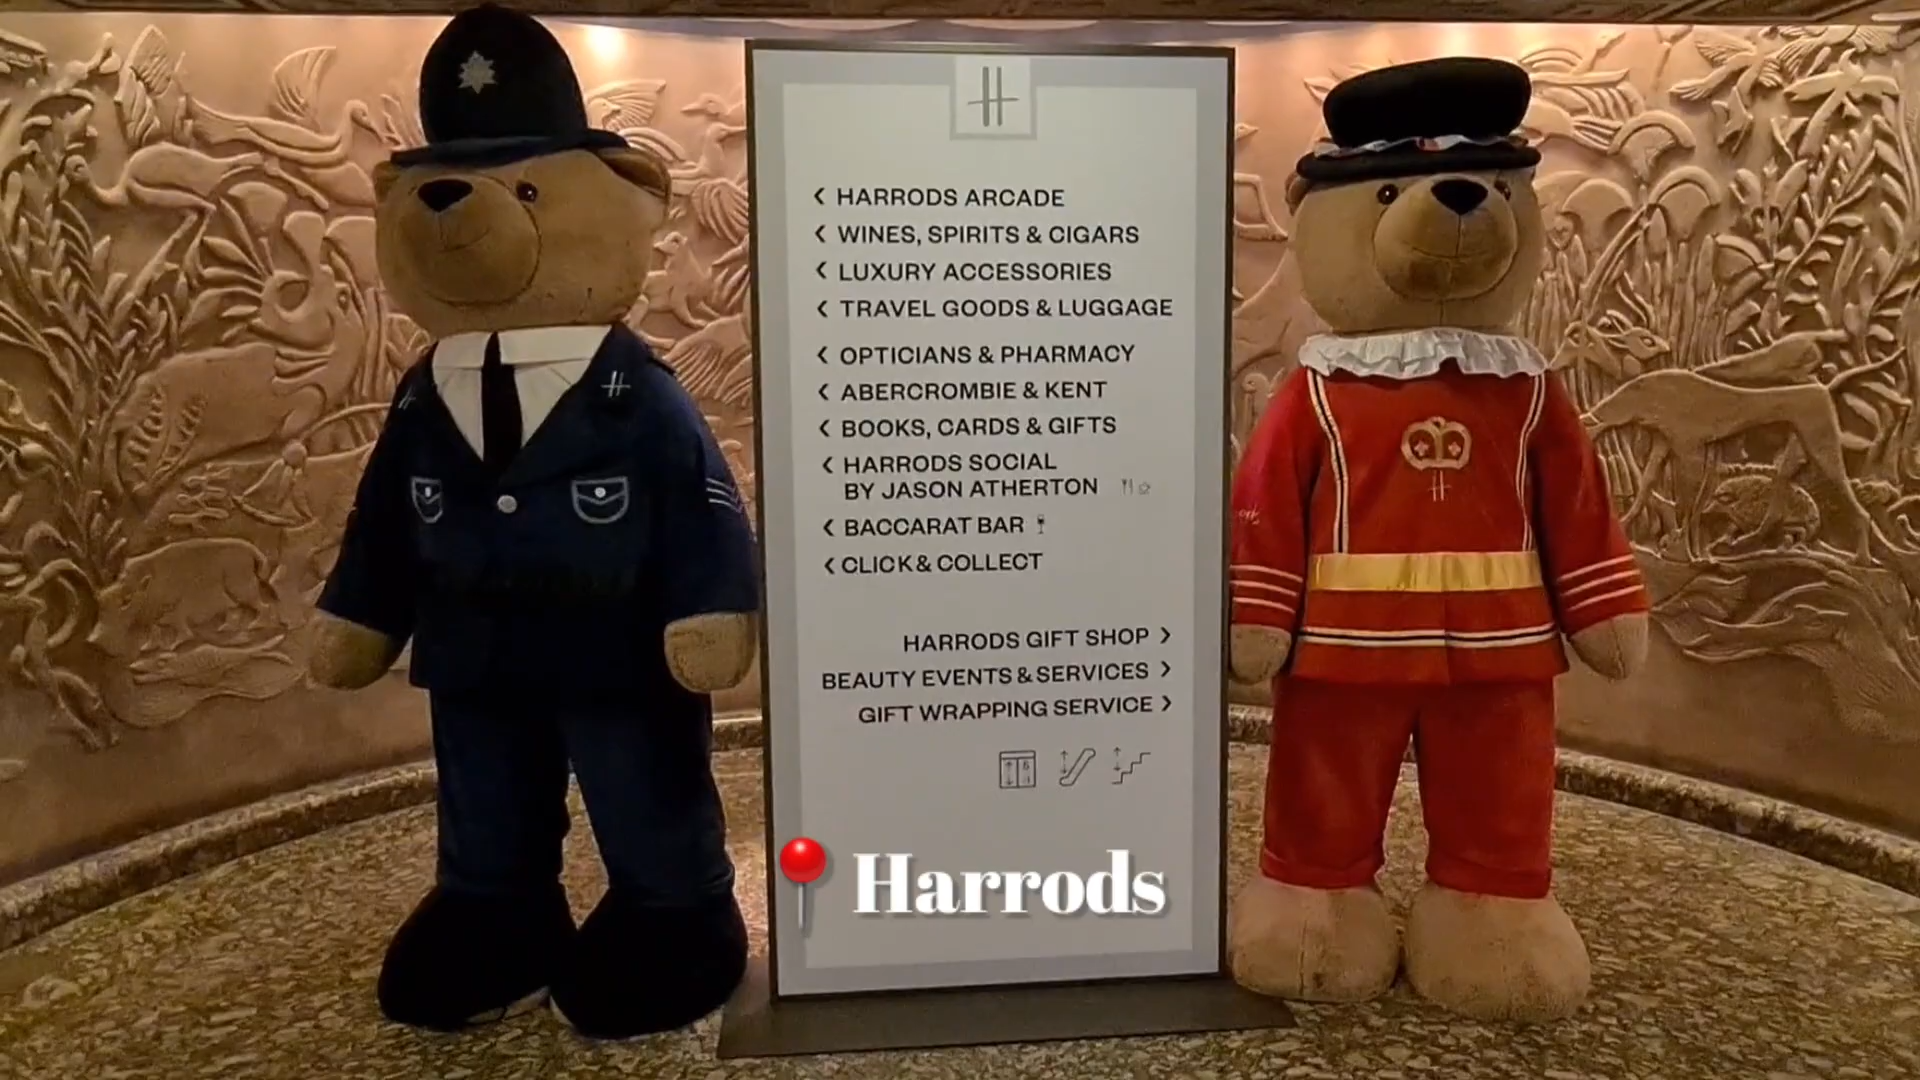 H
< HARRODS ARCADE
< WINES, SPIRITS & CIGARS
< LUXURY ACCESSORIES
< TRAVEL GOODS & LUGGAGE
< OPTICIANS & PHARMACY
< ABERCROMBIE & KENT
< BOOKS, CARDS & GIFTS
< HARRODS SOCIAL
BY JASON ATHERTON
< BACCARAT BAR
< CLICK & COLLECT
HARRODS GIFT SHOP >
BEAUTY EVENTS & SERVICES >
GIFT WRAPPING SERVICE >
Harrods